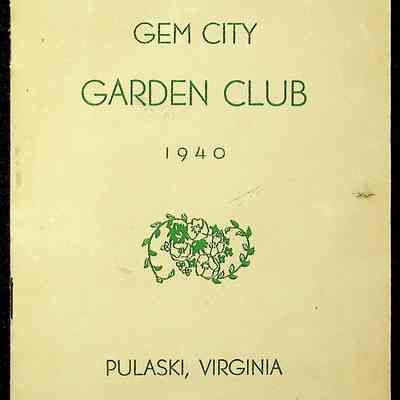 GEM CITY
GARDEN CLUB
1940
PULASKI, VIRGINIA